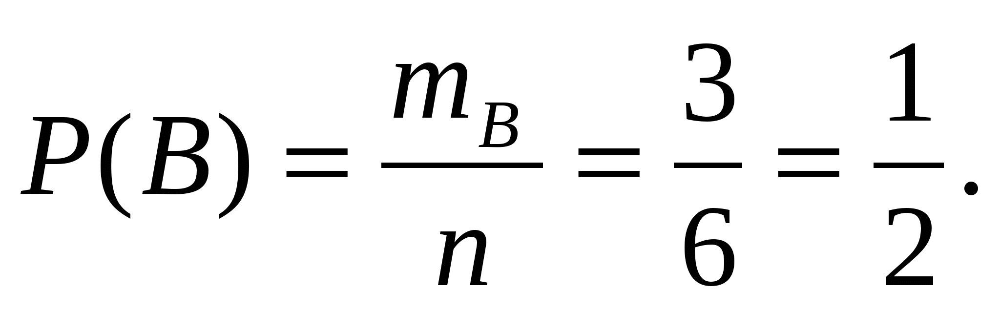 P(B) = m_B/n = 3/6 = 1/2.